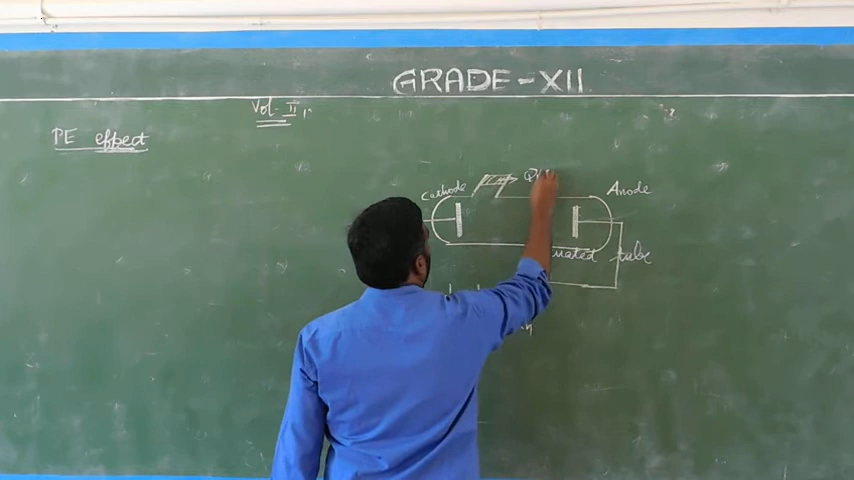 GRADE-XII
Vol-II
PE effect
Cathode
Anode
tube